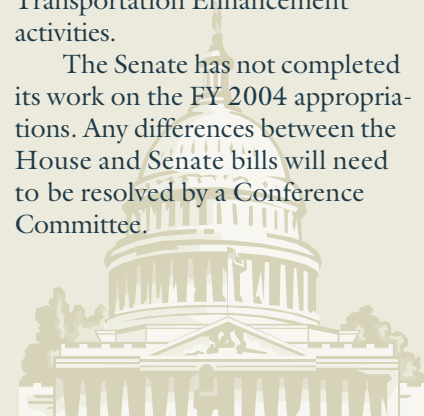 Transportation Enhancement
activities.
The Senate has not completed
its work on the FY 2004 appropria-
tions. Any differences between the
House and Senate bills will need
to be resolved by a Conference
Committee.